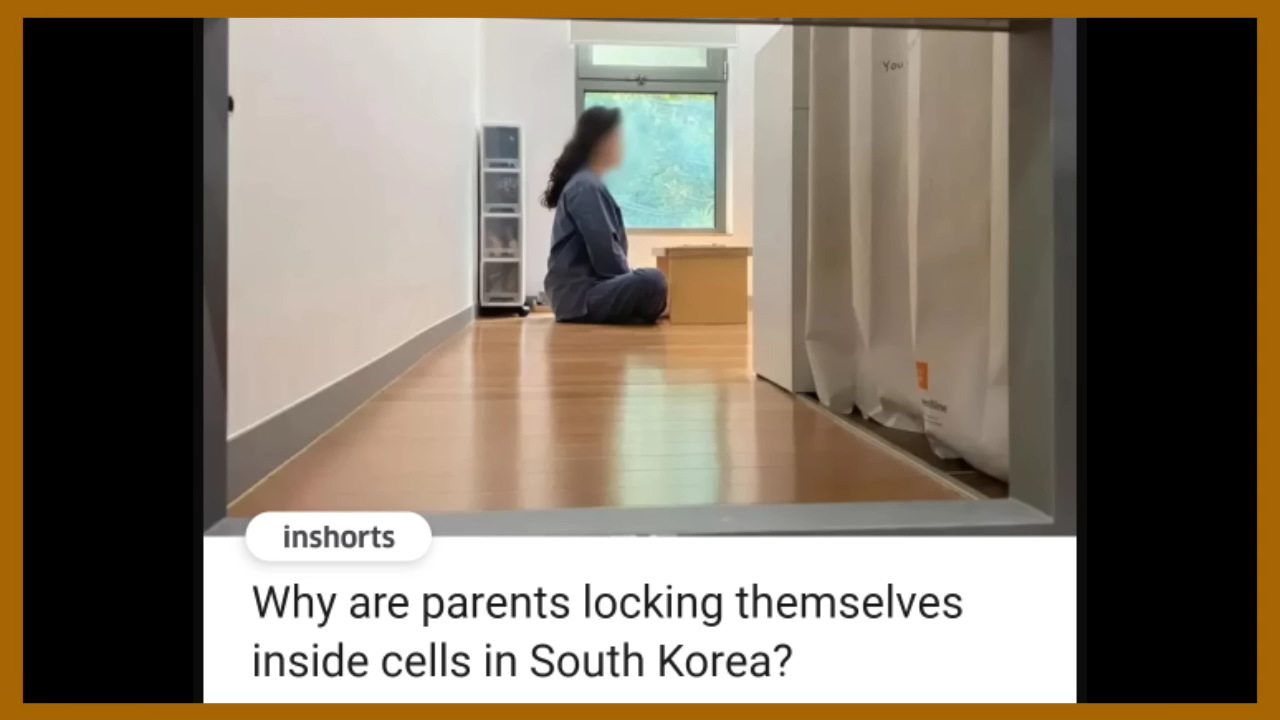 You
inshorts
Why are parents locking themselves
inside cells in South Korea?